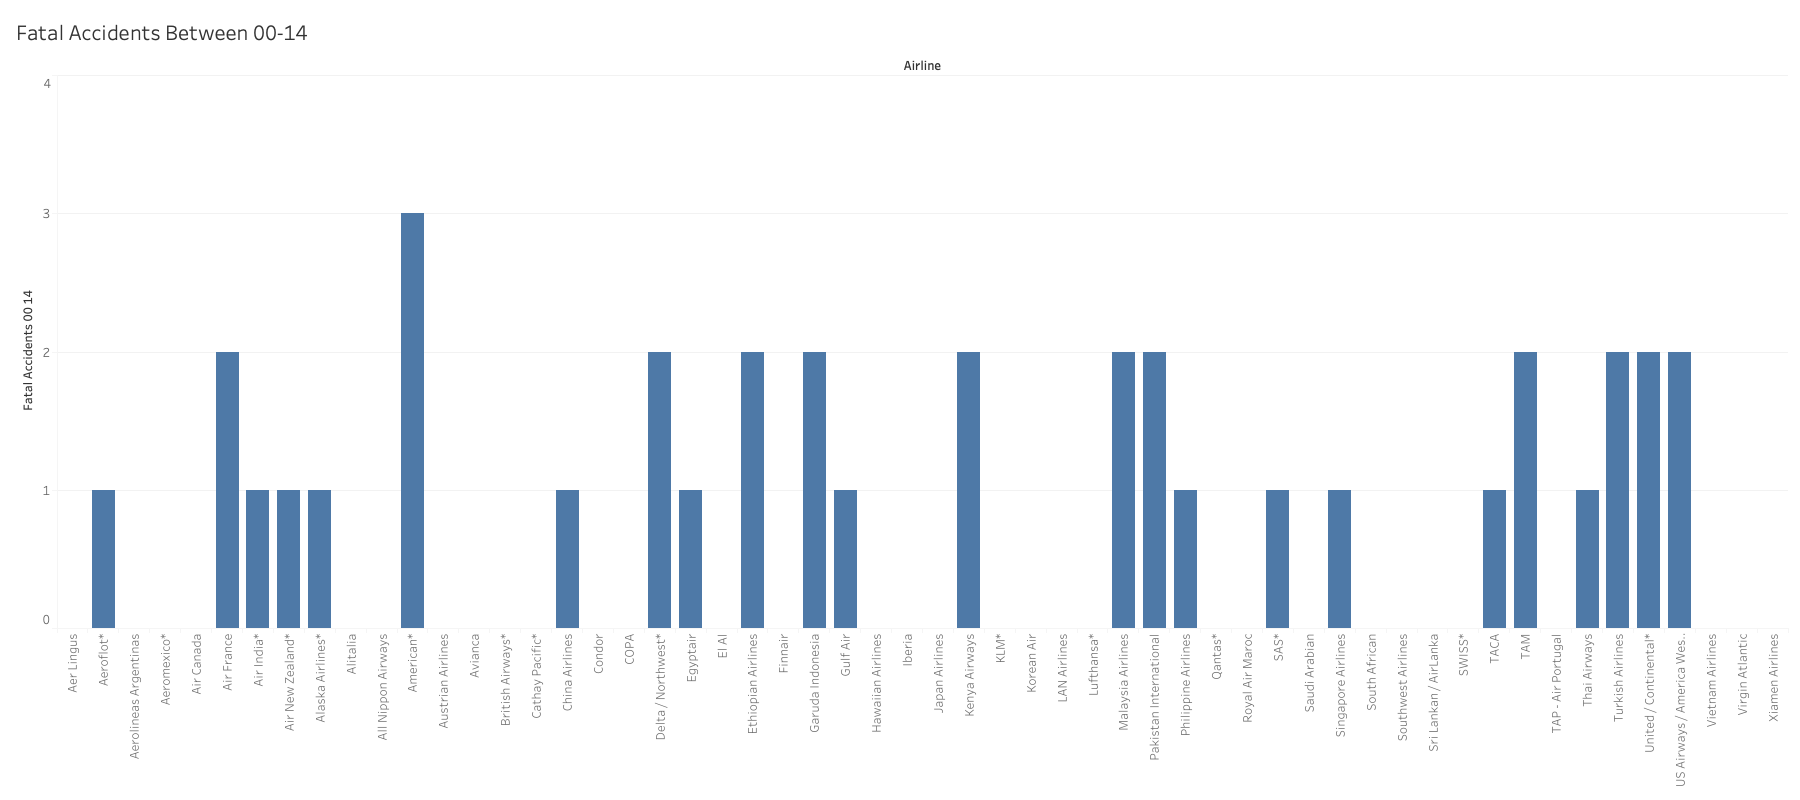 Fatal Accidents Between 00-14
Airline
Fatal Accidents 00 14
4
3
2
1
0
Aer Lingus
Aeroflot*
Aerolineas Argentinas
Aeromexico*
Air Canada
Air France
Air India*
Air New Zealand*
Alaska Airlines*
Alitalia
All Nippon Airways
American*
Austrian Airlines
Avianca
British Airways*
Cathay Pacific*
China Airlines
Condor
COPA
Delta / Northwest*
Egyptair
El Al
Ethiopian Airlines
Finnair
Garuda Indonesia
Gulf Air
Hawaiian Airlines
Iberia
Japan Airlines
Kenya Airways
KLM*
Korean Air
LAN Airlines
Lufthansa*
Malaysia Airlines
Pakistan International
Philippine Airlines
Qantas*
Royal Air Maroc
SAS*
Saudi Arabian
Singapore Airlines
South African
Southwest Airlines
Sri Lankan / AirLanka
SWISS*
TACA
TAM
TAP - Air Portugal
Thai Airways
Turkish Airlines
United / Continental*
US Airways / America Wes..
Vietnam Airlines
Virgin Atlantic
Xiamen Airlines